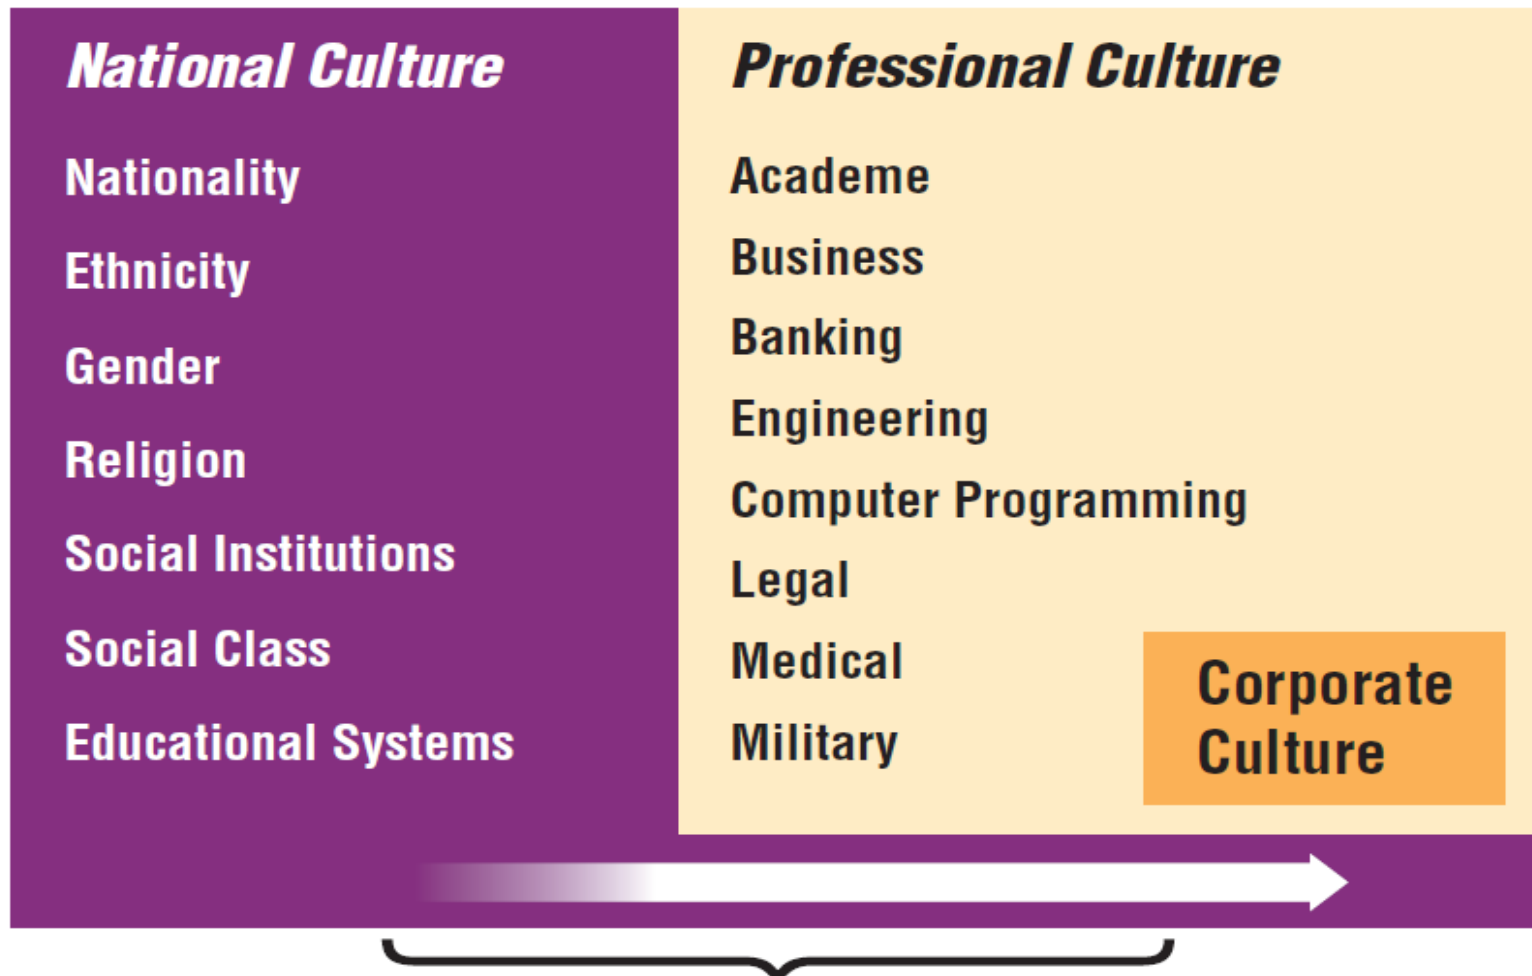 National Culture
Nationality
Ethnicity
Gender
Religion
Social Institutions
Social Class
Educational Systems
Professional Culture
Academe
Business
Banking
Engineering
Computer Programming
Legal
Medical
Military
Corporate
Culture